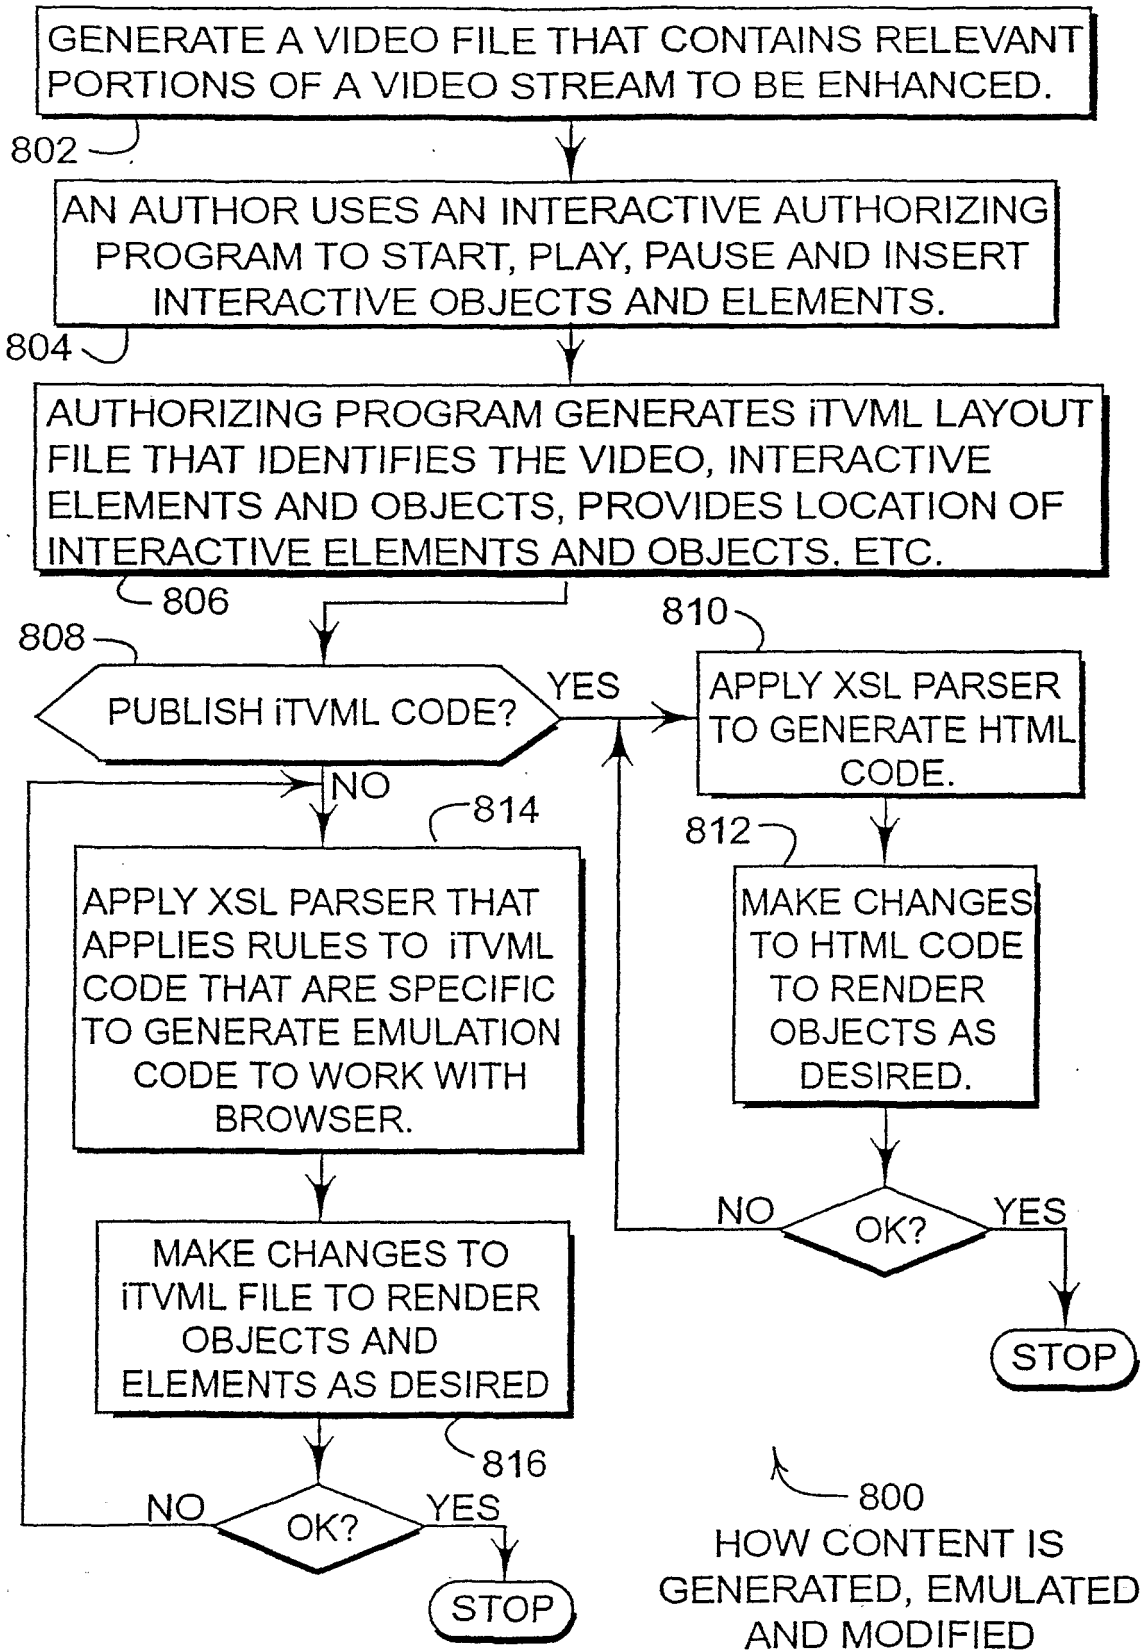 GENERATE A VIDEO FILE THAT CONTAINS RELEVANT
PORTIONS OF A VIDEO STREAM TO BE ENHANCED.
802
AN AUTHOR USES AN INTERACTIVE AUTHORIZING
PROGRAM TO START, PLAY, PAUSE AND INSERT
INTERACTIVE OBJECTS AND ELEMENTS.
804
AUTHORIZING PROGRAM GENERATES iTVML LAYOUT
FILE THAT IDENTIFIES THE VIDEO, INTERACTIVE
ELEMENTS AND OBJECTS, PROVIDES LOCATION OF
INTERACTIVE ELEMENTS AND OBJECTS. ETC.
806
808
PUBLISH iTVML CODE?
YES
810
APPLY XSL PARSER
TO GENERATE HTML
CODE.
NO
814
APPLY XSL PARSER THAT
APPLIES RULES TO iTVML
CODE THAT ARE SPECIFIC
TO GENERATE EMULATION
CODE TO WORK WITH
BROWSER.
812
MAKE CHANGES
TO HTML CODE
TO RENDER
OBJECTS AS
DESIRED.
NO
OK?
YES
STOP
MAKE CHANGES TO
iTVML FILE TO RENDER
OBJECTS AND
ELEMENTS AS DESIRED
816
NO
OK?
YES
STOP
800
HOW CONTENT IS
GENERATED, EMULATED
AND MODIFIED